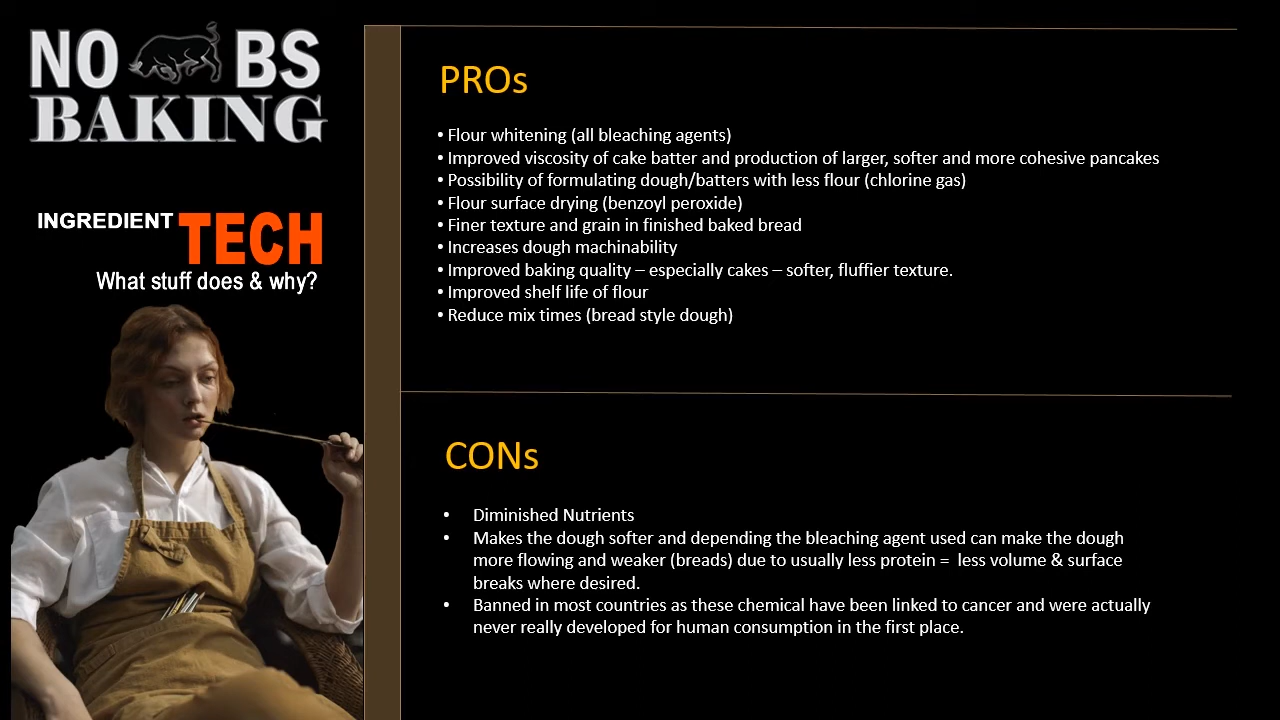 NO BS
BAKING
INGREDIENT TECH
What stuff does & why?
PROs
• Flour whitening (all bleaching agents)
• Improved viscosity of cake batter and production of larger, softer and more cohesive pancakes
• Possibility of formulating dough/batters with less flour (chlorine gas)
• Flour surface drying (benzoyl peroxide)
• Finer texture and grain in finished baked bread
• Increases dough machinability
• Improved baking quality – especially cakes – softer, fluffier texture.
• Improved shelf life of flour
• Reduce mix times (bread style dough)
CONs
• Diminished Nutrients
• Makes the dough softer and depending the bleaching agent used can make the dough
more flowing and weaker (breads) due to usually less protein = less volume & surface
breaks where desired.
• Banned in most countries as these chemical have been linked to cancer and were actually
never really developed for human consumption in the first place.